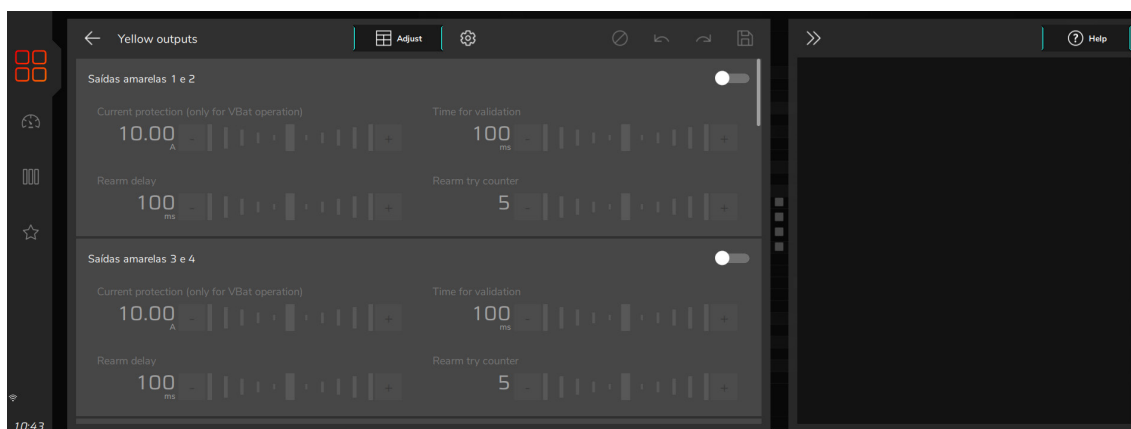 Yellow outputs
Adjust
Help
Saídas amarelas 1 e 2
Current protection (only for VBat operation)
Time for validation
10.00
A
-
+
100
ms
-
+
Rearm delay
Rearm try counter
100
ms
-
+
5
-
+
Saídas amarelas 3 e 4
Current protection (only for VBat operation)
Time for validation
10.00
A
-
+
100
ms
-
+
Rearm delay
Rearm try counter
100
ms
-
+
5
-
+
10:43